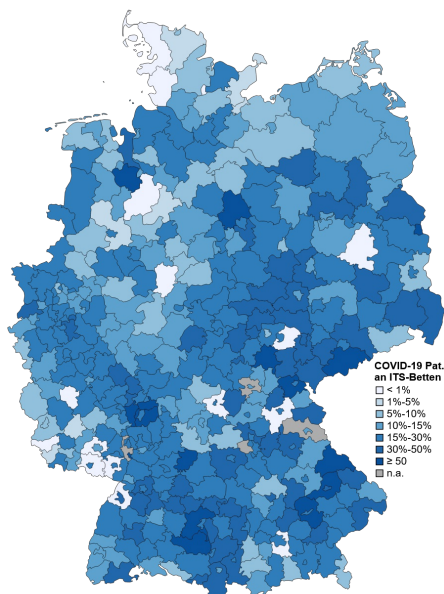 COVID-19 Pat.
an ITS-Betten
< 1%
1%-5%
5%-10%
10%-15%
15%-30%
30%-50%
≥ 50
n.a.